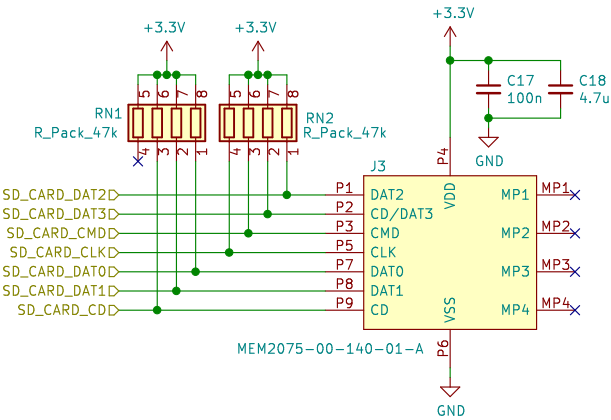 +3.3V
+3.3V
+3.3V
5 6 7 8
5 6 7 8
RN1
R_Pack_47k
RN2
R_Pack_47k
4 3 2 1
4 3 2 1
C17
100n
C18
4.7u
GND
P4
J3
SD_CARD_DAT2 P1 DAT2
VDD
MP1 MP1
SD_CARD_DAT3 P2 CD/DAT3
SD_CARD_CMD P3 CMD
MP2 MP2
SD_CARD_CLK P5 CLK
SD_CARD_DAT0 P7 DAT0
MP3 MP3
SD_CARD_DAT1 P8 DAT1
SD_CARD_CD P9 CD
VSS
MP4 MP4
MEM2075-00-140-01-A
P6
GND